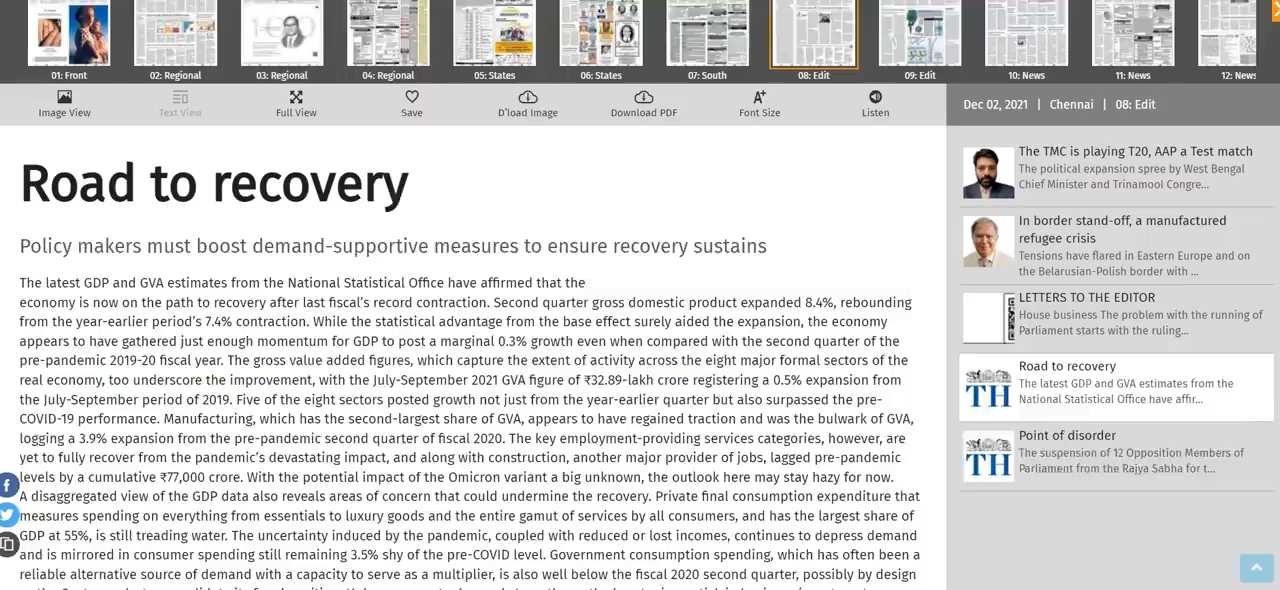 01: Front
02: Regional
03: Regional
04: Regional
05: States
06: States
07: South
08: Edit
09: Edit
10: News
11: News
12: News
Image View
Text View
Full View
Save
D'load Image
Download PDF
Font Size
Listen
Dec 02, 2021 | Chennai | 08: Edit
Road to recovery
Policy makers must boost demand-supportive measures to ensure recovery sustains
The latest GDP and GVA estimates from the National Statistical Office have affirmed that the
economy is now on the path to recovery after last fiscal's record contraction. Second quarter gross domestic product expanded 8.4%, rebounding
from the year-earlier period's 7.4% contraction. While the statistical advantage from the base effect surely aided the expansion, the economy
appears to have gathered just enough momentum for GDP to post a marginal 0.3% growth even when compared with the second quarter of the
pre-pandemic 2019-20 fiscal year. The gross value added figures, which capture the extent of activity across the eight major formal sectors of the
real economy, too underscore the improvement, with the July-September 2021 GVA figure of ₹32.89-lakh crore registering a 0.5% expansion from
the July-September period of 2019. Five of the eight sectors posted growth not just from the year-earlier quarter but also surpassed the pre-
COVID-19 performance. Manufacturing, which has the second-largest share of GVA, appears to have regained traction and was the bulwark of GVA,
logging a 3.9% expansion from the pre-pandemic second quarter of fiscal 2020. The key employment-providing services categories, however, are
yet to fully recover from the pandemic's devastating impact, and along with construction, another major provider of jobs, lagged pre-pandemic
levels by a cumulative ₹77,000 crore. With the potential impact of the Omicron variant a big unknown, the outlook here may stay hazy for now.
A disaggregated view of the GDP data also reveals areas of concern that could undermine the recovery. Private final consumption expenditure that
measures spending on everything from essentials to luxury goods and the entire gamut of services by all consumers, and has the largest share of
GDP at 55%, is still treading water. The uncertainty induced by the pandemic, coupled with reduced or lost incomes, continues to depress demand
and is mirrored in consumer spending still remaining 3.5% shy of the pre-COVID level. Government consumption spending, which has often been a
reliable alternative source of demand with a capacity to serve as a multiplier, is also well below the fiscal 2020 second quarter, possibly by design
The TMC is playing T20, AAP a Test match
The political expansion spree by West Bengal
Chief Minister and Trinamool Congre...
In border stand-off, a manufactured
refugee crisis
Tensions have flared in Eastern Europe and on
the Belarusian-Polish border with ...
LETTERS TO THE EDITOR
House business The problem with the running of
Parliament starts with the ruling...
TH
Road to recovery
The latest GDP and GVA estimates from the
National Statistical Office have affir...
TH
Point of disorder
The suspension of 12 Opposition Members of
Parliament from the Rajya Sabha for t...